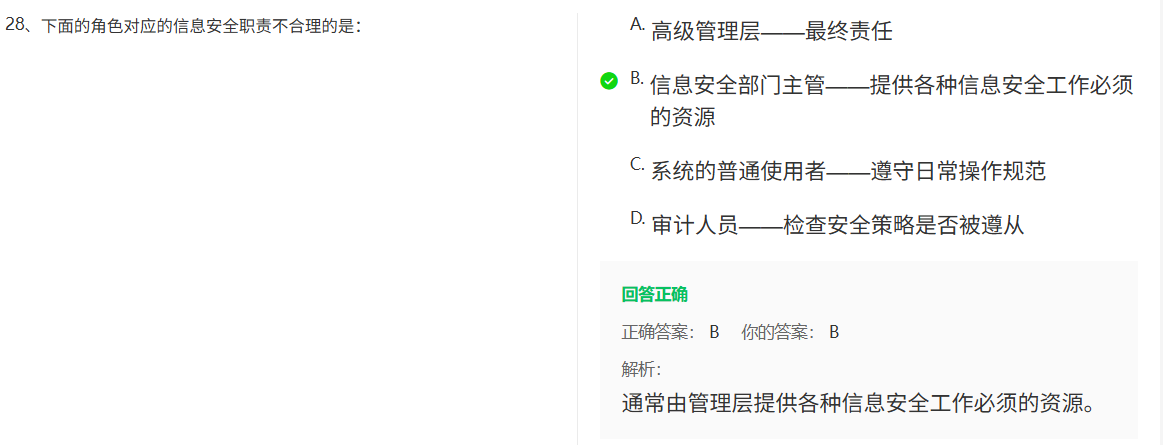 28、下面的角色对应的信息安全职责不合理的是：
A. 高级管理层——最终责任
B. 信息安全部门主管——提供各种信息安全工作必须
的资源
C. 系统的普通使用者——遵守日常操作规范
D. 审计人员——检查安全策略是否被遵从
回答正确
正确答案： B 你的答案： B
解析：
通常由管理层提供各种信息安全工作必须的资源。